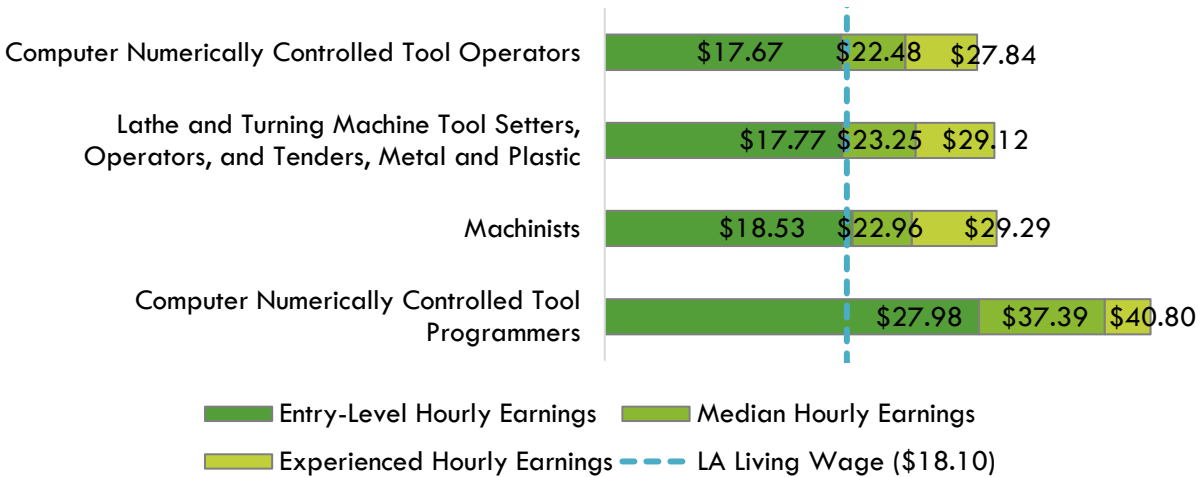 Computer Numerically Controlled Tool Operators
$17.67 $22.48 $27.84
Lathe and Turning Machine Tool Setters,
Operators, and Tenders, Metal and Plastic
$17.77 $23.25 $29.12
Machinists
$18.53 $22.96 $29.29
Computer Numerically Controlled Tool
Programmers
$27.98 $37.39 $40.80
Entry-Level Hourly Earnings Median Hourly Earnings
Experienced Hourly Earnings LA Living Wage ($18.10)